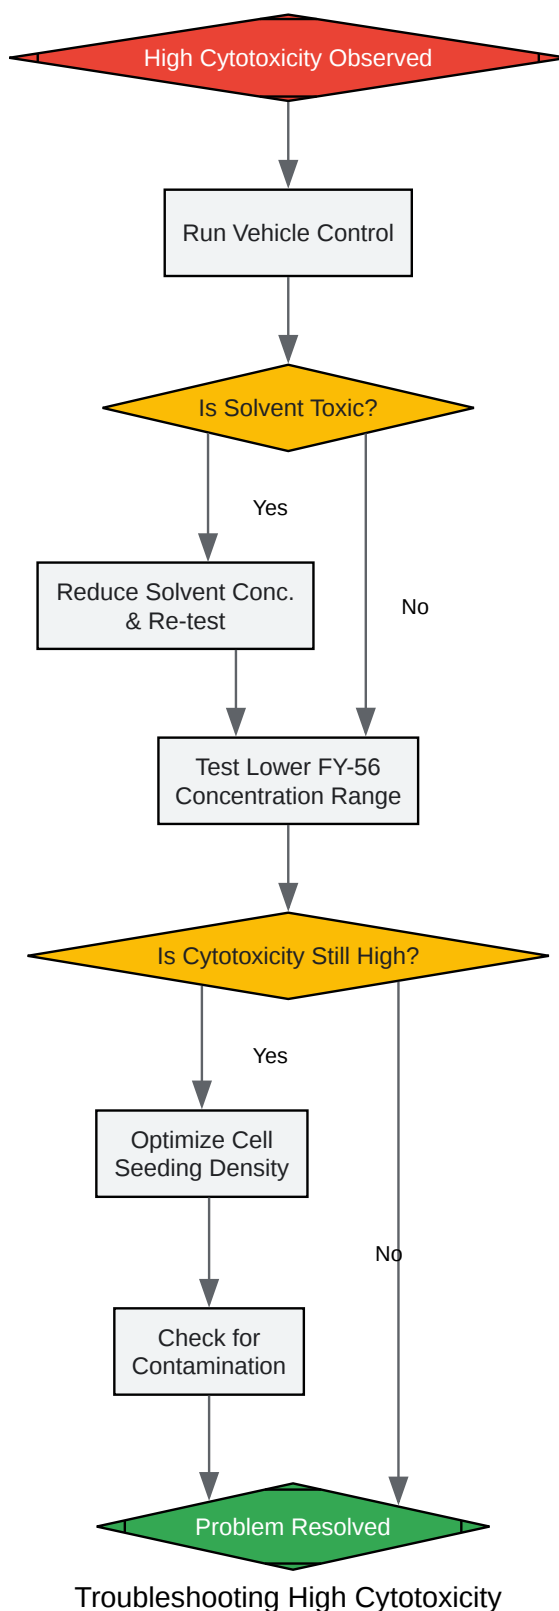 High Cytotoxicity Observed
Run Vehicle Control
Is Solvent Toxic?
Yes
Reduce Solvent Conc.
& Re-test
No
Test Lower FY-56
Concentration Range
Is Cytotoxicity Still High?
Yes
Optimize Cell
Seeding Density
No
Check for
Contamination
Problem Resolved
Troubleshooting High Cytotoxicity